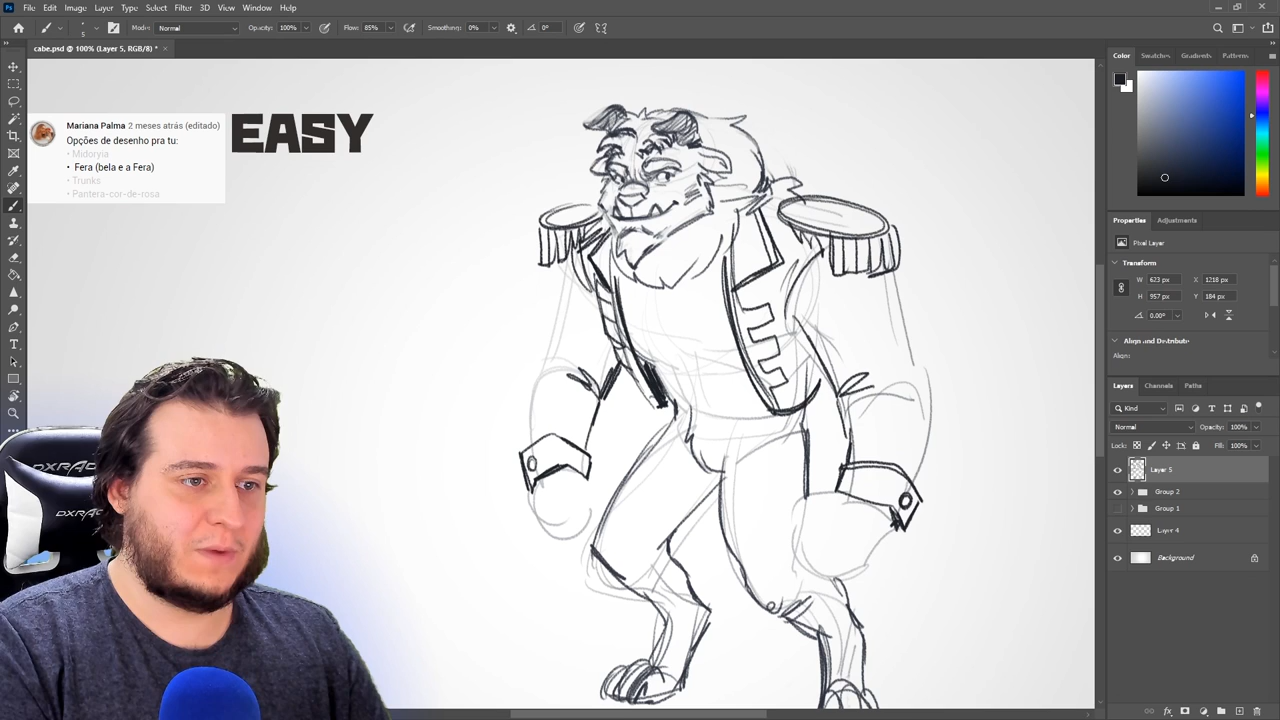 File Edit Image Layer Type Select Filter 3D View Window Help
5 Mode: Normal Opacity: 100% Flow: 85% Smoothing: 0% 0°
cabe.psd @ 100% (Layer 5, RGB/8) * ×
Color Swatches Gradients Patterns
Mariana Palma 2 meses atrás (editado)
Opções de desenho pra tu:
• Midoryia
• Fera (bela e a Fera)
• Trunks
• Pantera-cor-de-rosa
EASY
Properties Adjustments
Pixel Layer
Transform
W 623 px X 1218 px
H 957 px Y 184 px
0.00°
Align and Distribute
Align:
Layers Channels Paths
Kind
Normal Opacity: 100%
Lock: Fill: 100%
Layer 5
Group 2
Group 1
Layer 4
Background